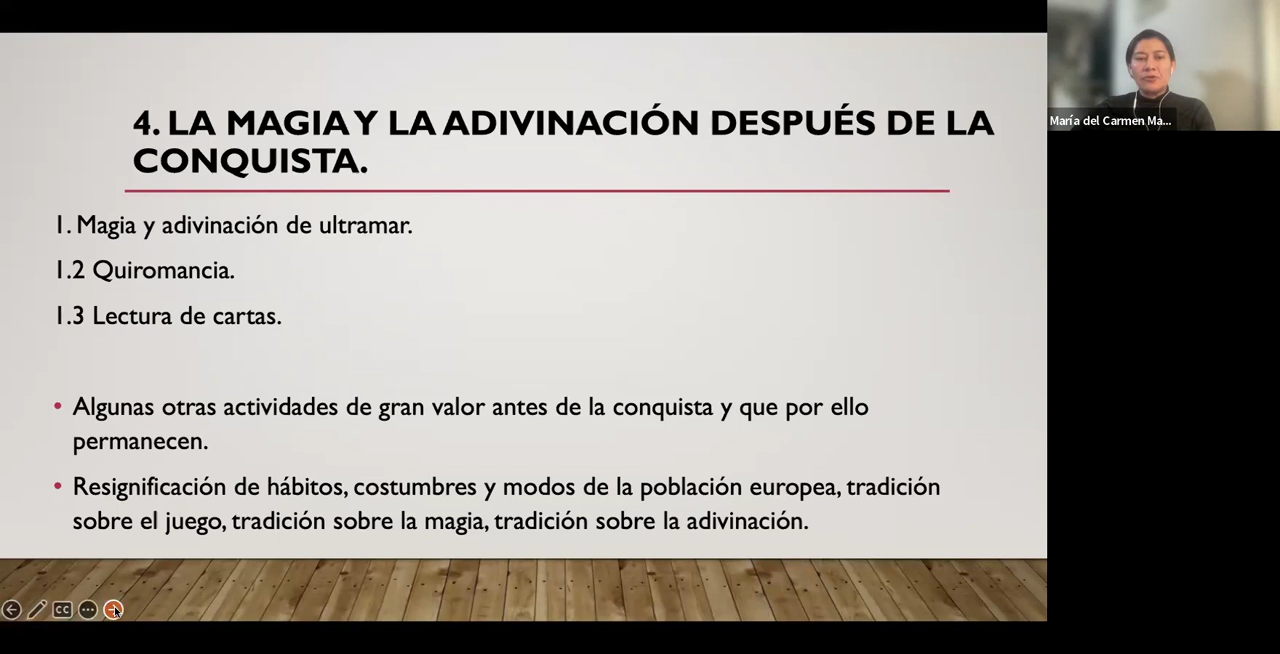 4. LA MAGIA Y LA ADIVINACIÓN DESPUÉS DE LA
CONQUISTA.
1. Magia y adivinación de ultramar.
1.2 Quiromancia.
1.3 Lectura de cartas.
• Algunas otras actividades de gran valor antes de la conquista y que por ello
permanecen.
• Resignificación de hábitos, costumbres y modos de la población europea, tradición
sobre el juego, tradición sobre la magia, tradición sobre la adivinación.
María del Carmen Ma...
CC